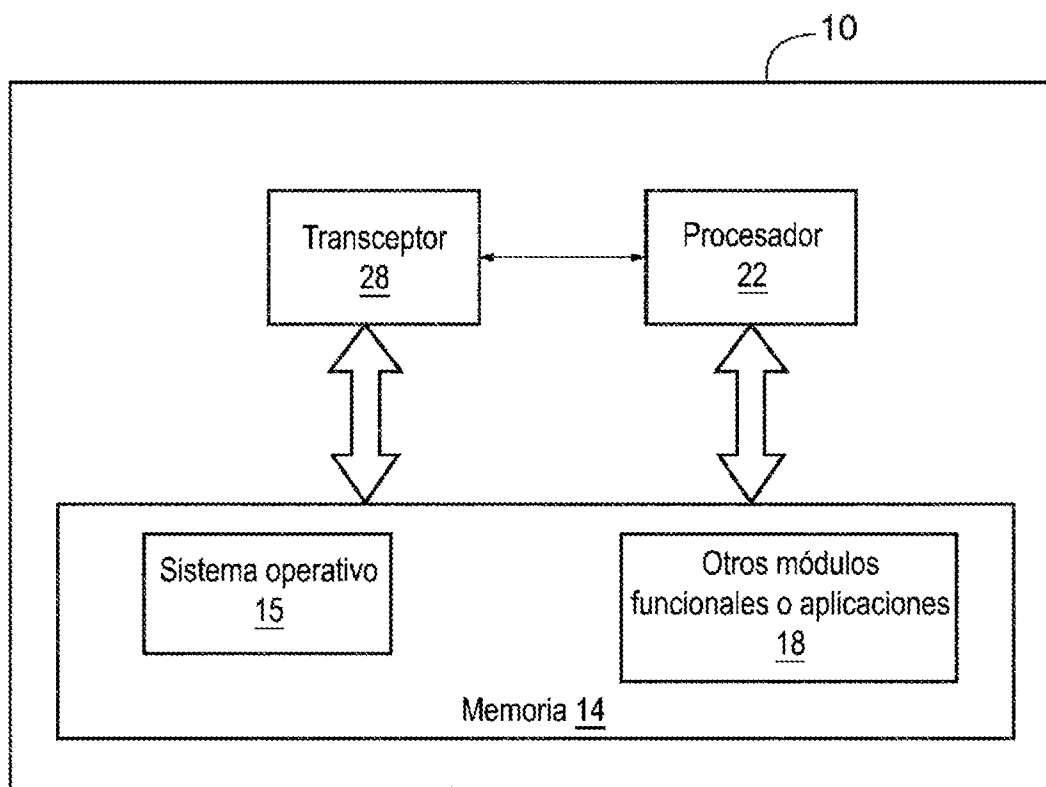 10
Transceptor
28
Procesador
22
Sistema operativo
15
Otros módulos
funcionales o aplicaciones
18
Memoria 14